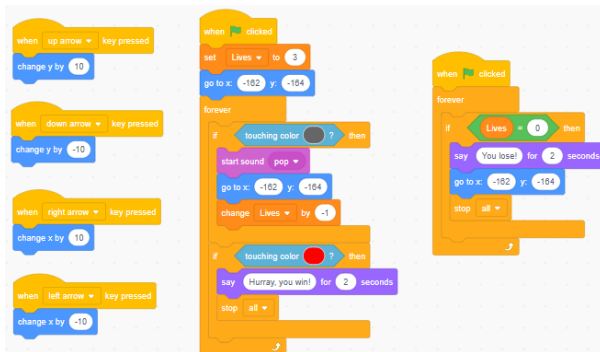 when up arrow key pressed
change y by 10
when down arrow key pressed
change y by -10
when right arrow key pressed
change x by 10
when left arrow key pressed
change x by -10
when clicked
set Lives to 3
go to x: -162 y: -164
forever
if touching color ? then
start sound pop
go to x: -162 y: -164
change Lives by -1
if touching color ? then
say Hurray, you win! for 2 seconds
stop all
when clicked
forever
if Lives = 0 then
say You lose! for 2 seconds
go to x: -162 y: -164
stop all